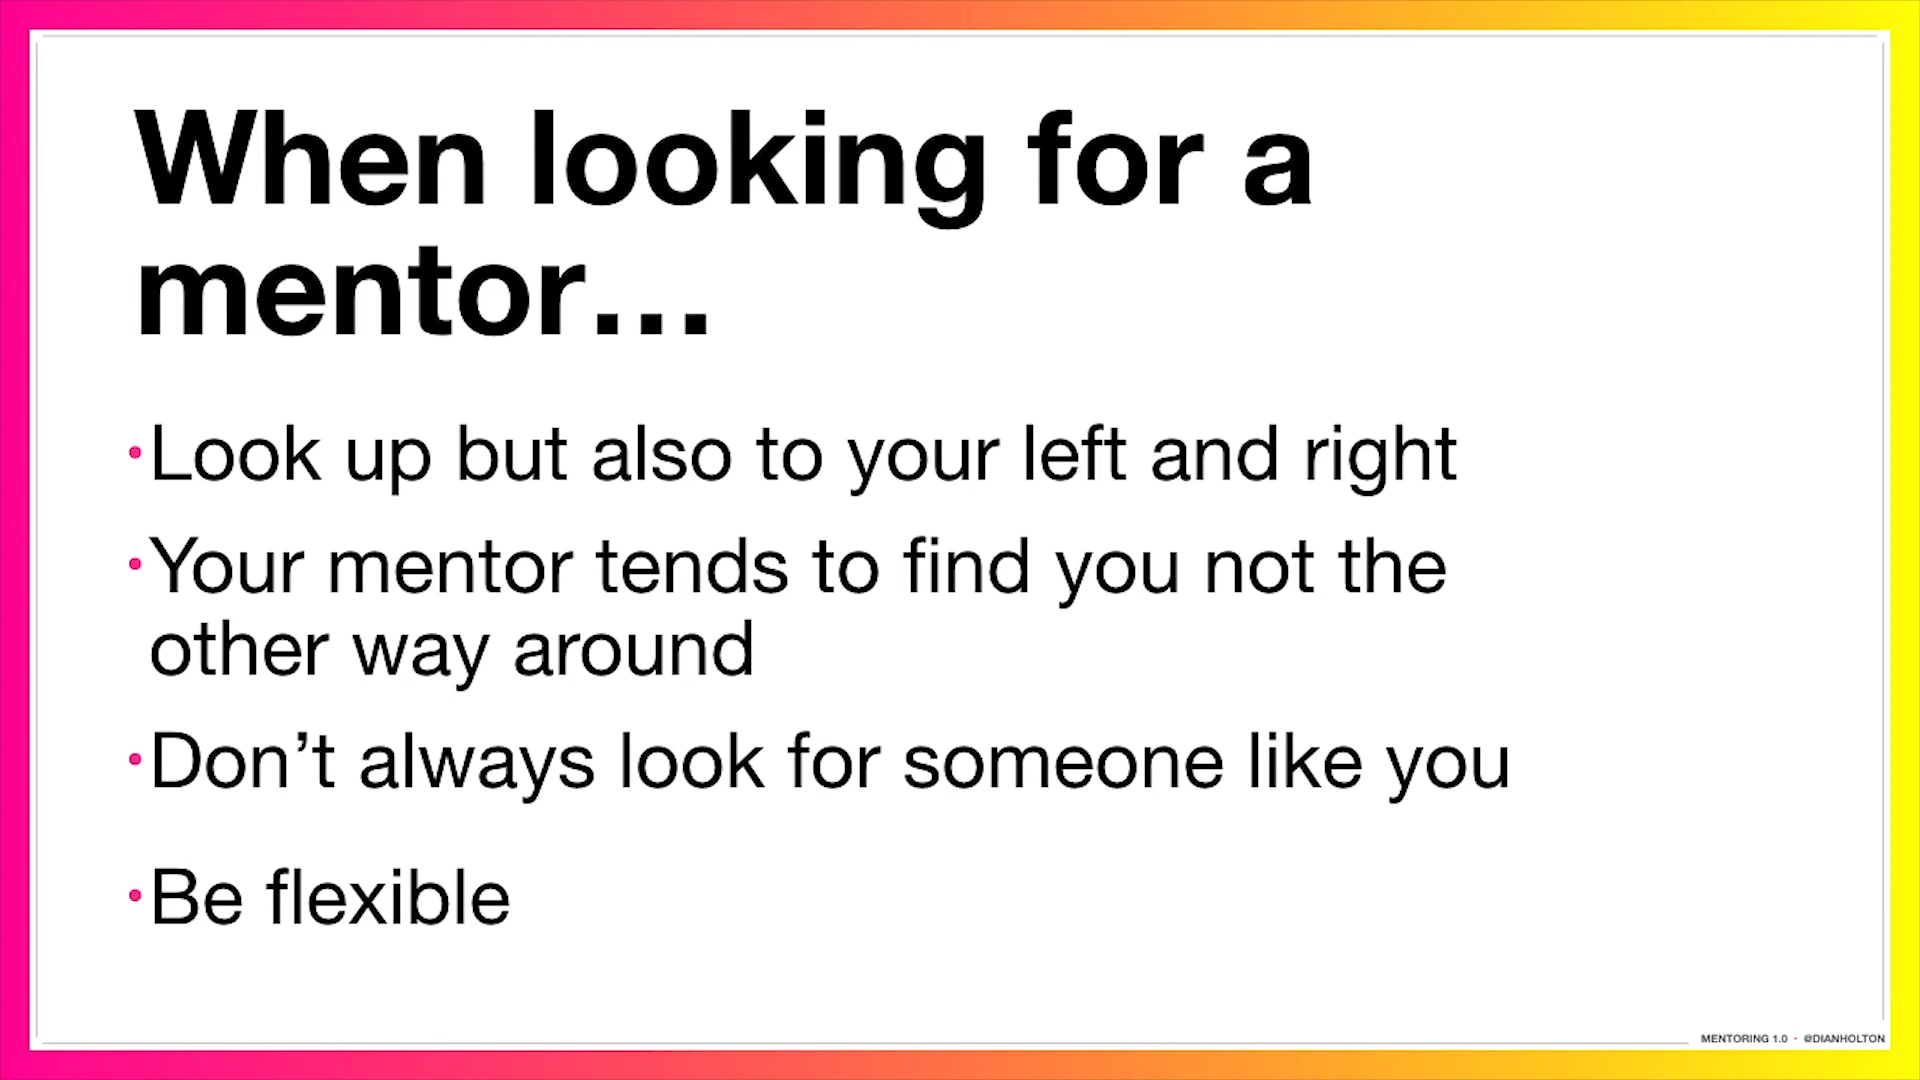 When looking for a
mentor…
•Look up but also to your left and right
•Your mentor tends to find you not the
other way around
•Don’t always look for someone like you
•Be flexible
MENTORING 1.0 • @DIANHOLTON